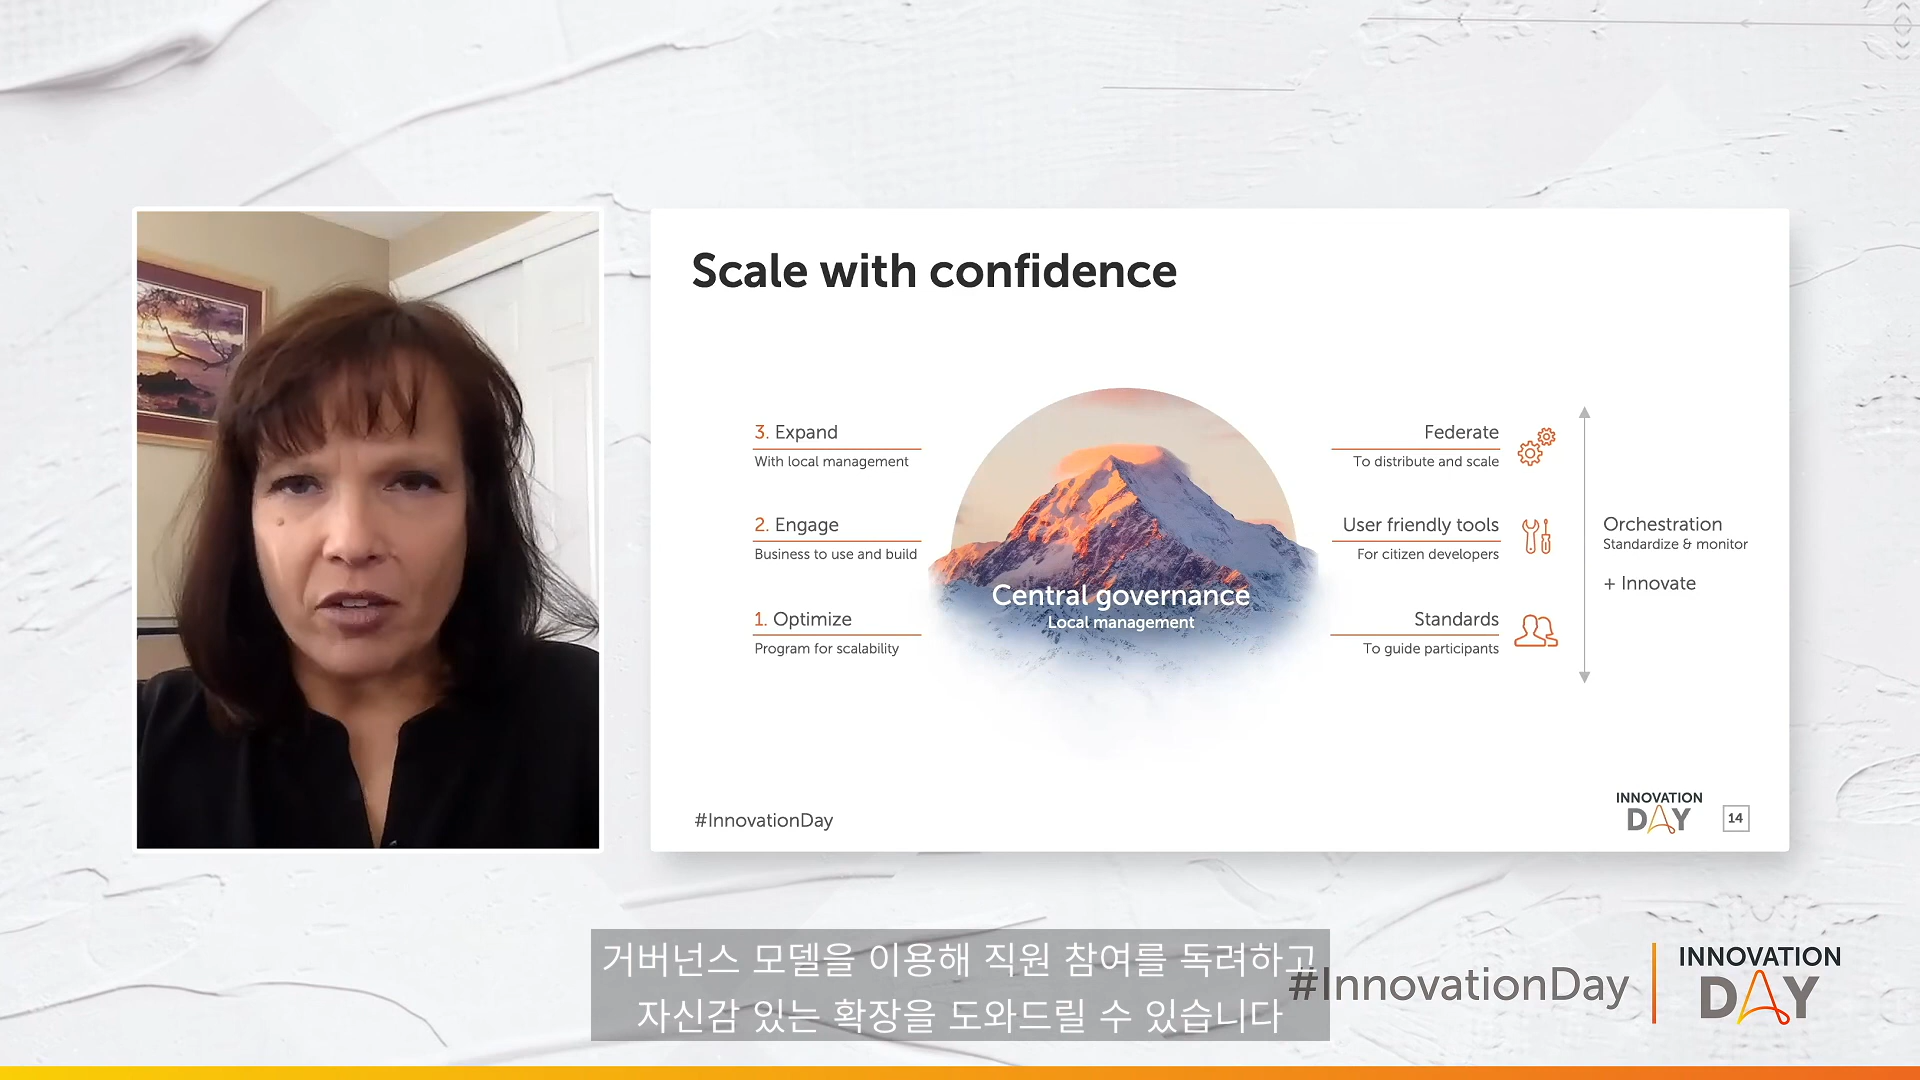 Scale with confidence
3. Expand
With local management
2. Engage
Business to use and build
1. Optimize
Program for scalability
Central governance
Local management
Federate
To distribute and scale
User friendly tools
For citizen developers
Standards
To guide participants
Orchestration
Standardize & monitor
+ Innovate
#InnovationDay
INNOVATION
DAY
14
거버넌스 모델을 이용해 직원 참여를 독려하고
자신감 있는 확장을 도와드릴 수 있습니다
#InnovationDay
INNOVATION
DAY